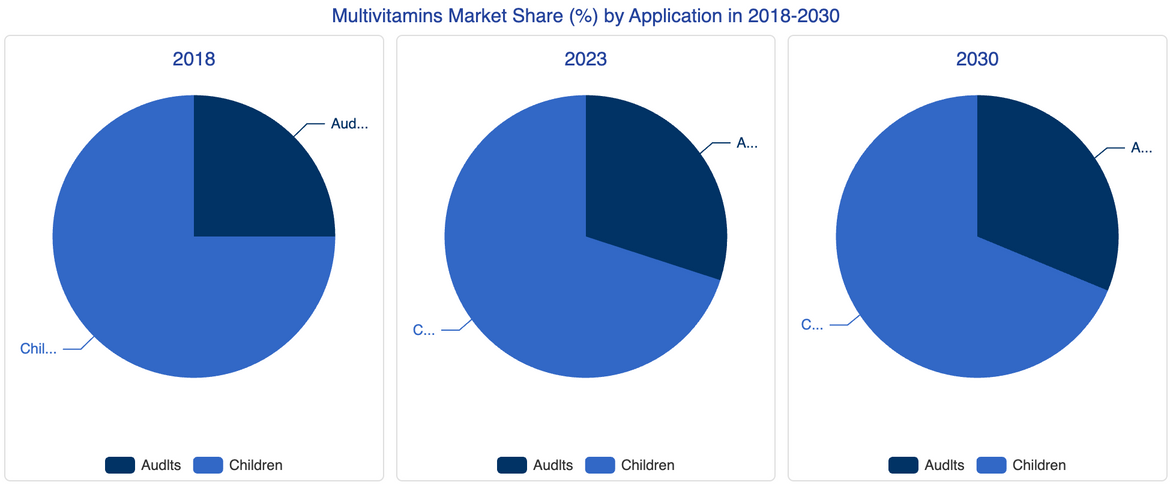 Multivitamins Market Share (%) by Application in 2018-2030
2018
Aud...
Chil...
Audlts
Children
2023
A...
C...
Audlts
Children
2030
A...
C...
Audlts
Children